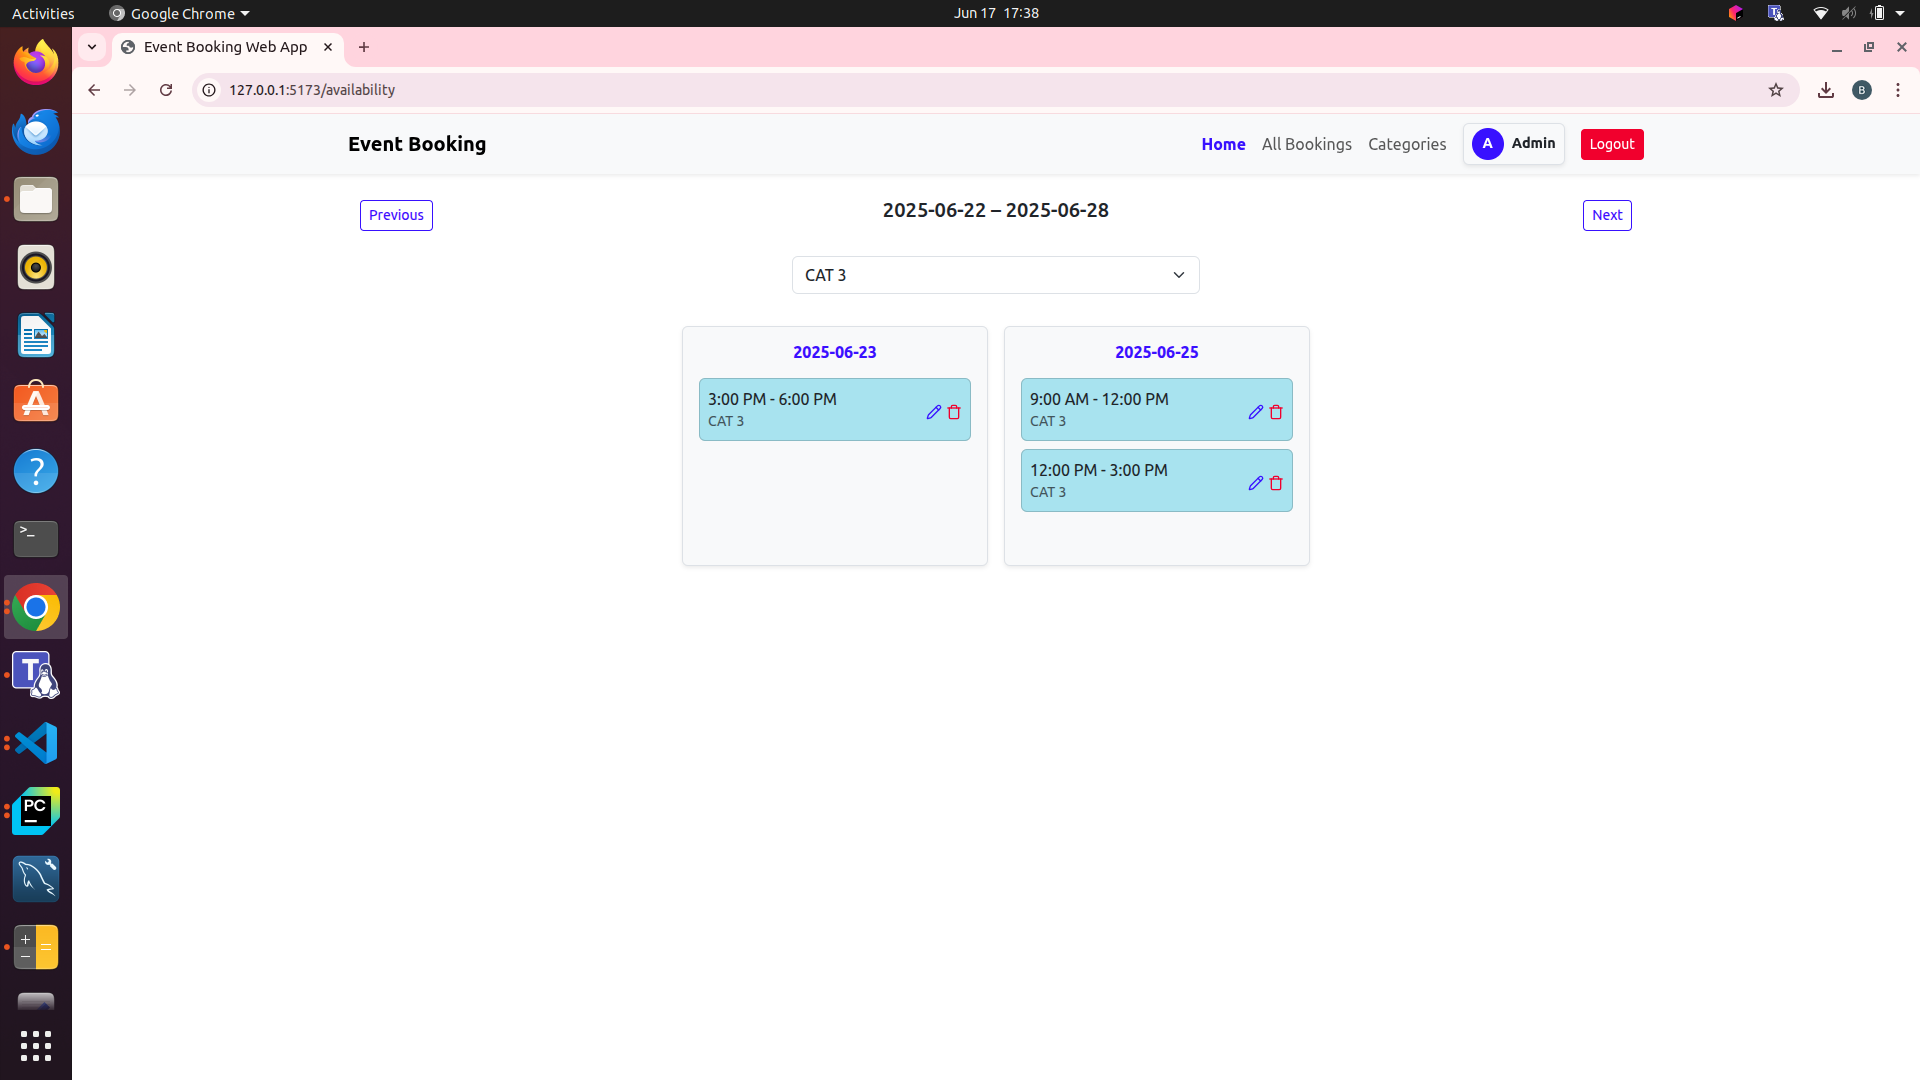 Activities
Google Chrome
Jun 17 17:38
Event Booking Web App
127.0.0.1:5173/availability
B
Event Booking
Home
All Bookings
Categories
A
Admin
Logout
Previous
2025-06-22 – 2025-06-28
Next
CAT 3
2025-06-23
3:00 PM - 6:00 PM
CAT 3
2025-06-25
9:00 AM - 12:00 PM
CAT 3
12:00 PM - 3:00 PM
CAT 3
T
PC